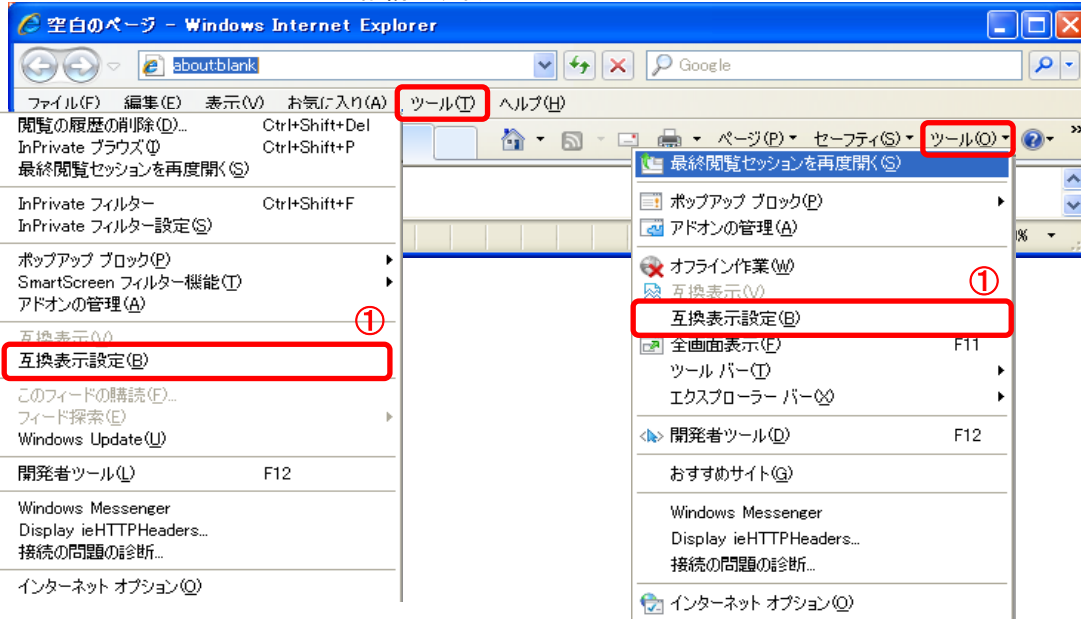 空白のページ - Windows Internet Explorer
about:blank
Google
ファイル(F) 編集(E) 表示(V) お気に入り(A) ツール(T) ヘルプ(H)
ページ(P) セーフティ(S) ツール(O) »
閲覧の履歴の削除(D)... Ctrl+Shift+Del
InPrivate ブラウズ(I) Ctrl+Shift+P
最終閲覧セッションを再度開く(S)
InPrivate フィルター Ctrl+Shift+F
InPrivate フィルター設定(S)
ポップアップ ブロック(P)
SmartScreen フィルター機能(T)
アドオンの管理(A)
①
互換表示(V)
互換表示設定(B)
このフィードの購読(F)...
フィード探索(E)
Windows Update(U)
開発者ツール(L) F12
Windows Messenger
Display ieHTTPHeaders...
接続の問題の診断...
インターネット オプション(O)
最終閲覧セッションを再度開く(S)
ポップアップ ブロック(P)
アドオンの管理(A)
%
オフライン作業(W)
①
互換表示(V)
互換表示設定(B)
全画面表示(F) F11
ツール バー(T)
エクスプローラー バー(X)
開発者ツール(D) F12
おすすめサイト(G)
Windows Messenger
Display ieHTTPHeaders...
接続の問題の診断...
インターネット オプション(O)